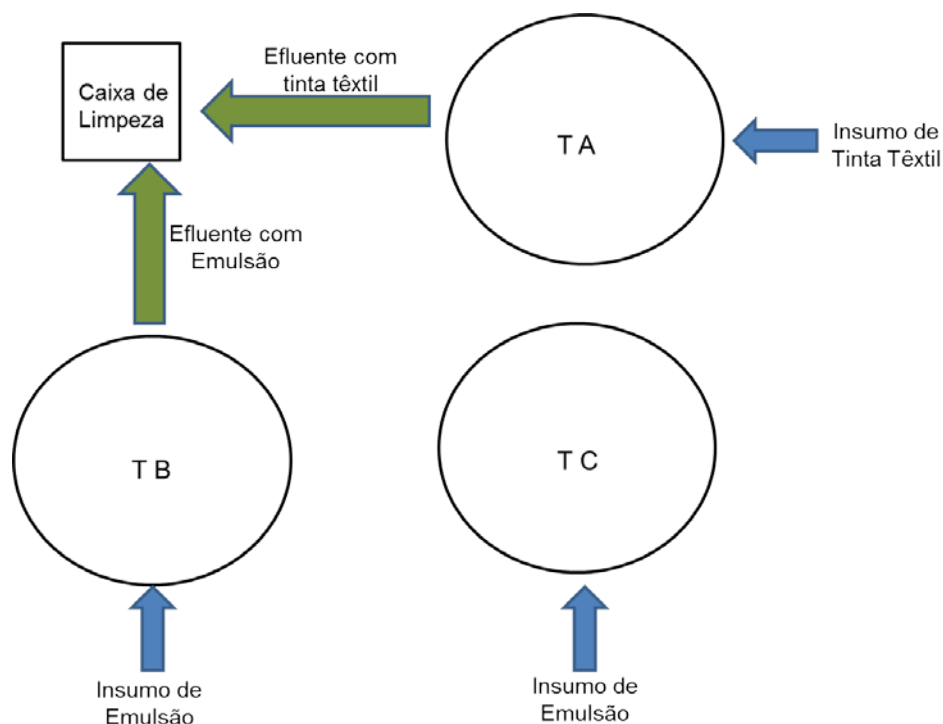 Efluente com
tinta têxtil
Caixa de
Limpeza
T A
Insumo de
Tinta Têxtil
Efluente com
Emulsão
T B
T C
Insumo de
Emulsão
Insumo de
Emulsão